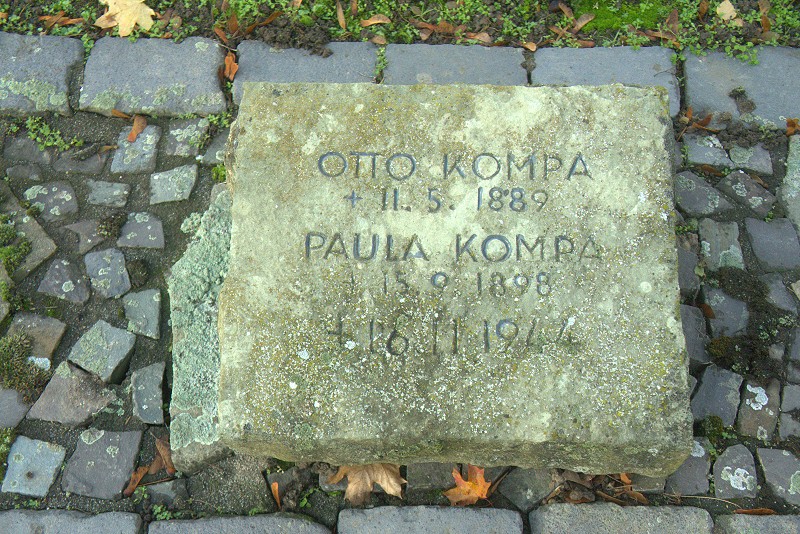 OTTO KOMPA
+ 11. 5. 1889
PAULA KOMPA
+ 15 9 1898
+ 16 11 1944